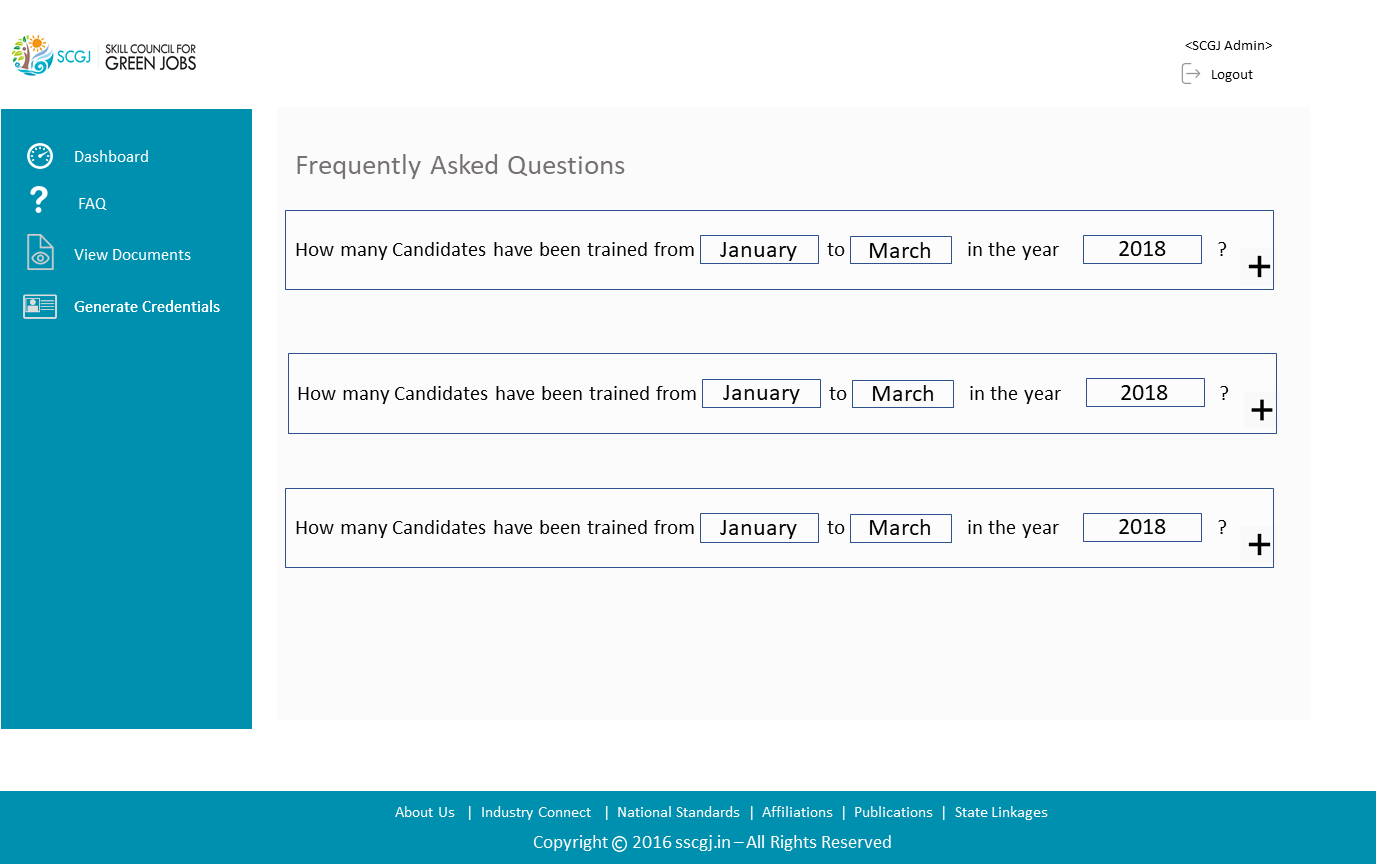 SCGJ
SKILL COUNCIL FOR
GREEN JOBS
<SCGJ Admin>
Logout
Dashboard
FAQ
View Documents
Generate Credentials
Frequently Asked Questions
How many Candidates have been trained from January to March in the year 2018 ?
How many Candidates have been trained from January to March in the year 2018 ?
How many Candidates have been trained from January to March in the year 2018 ?
About Us | Industry Connect | National Standards | Affiliations | Publications | State Linkages
Copyright © 2016 sscgj.in – All Rights Reserved